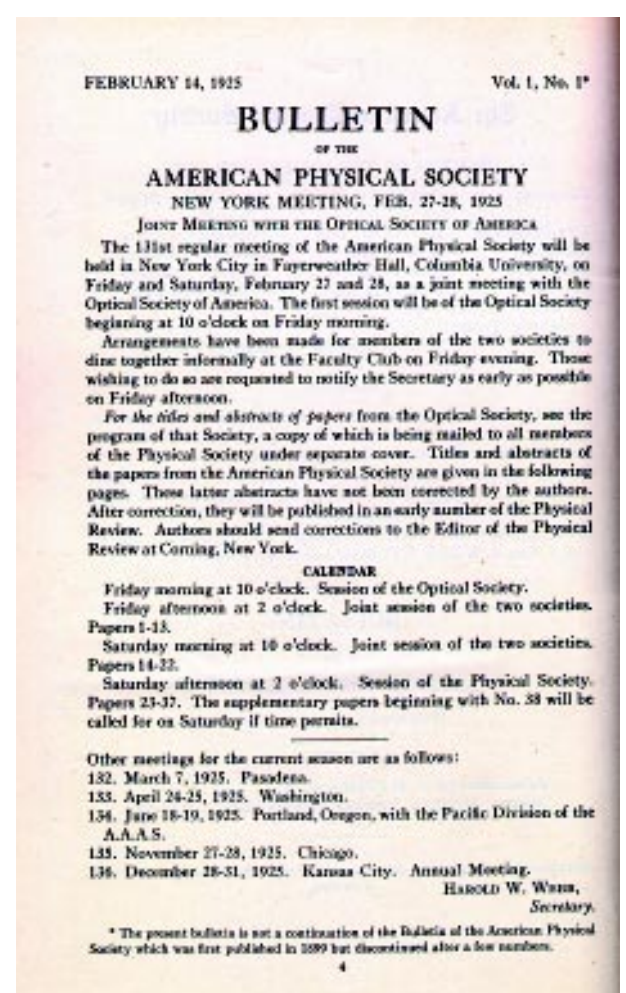 FEBRUARY 14, 1925 Vol. 1, No. 1*
BULLETIN
OF THE
AMERICAN PHYSICAL SOCIETY
NEW YORK MEETING, FEB. 27-28, 1925
JOINT MEETING WITH THE OPTICAL SOCIETY OF AMERICA
The 131st regular meeting of the American Physical Society will be
held in New York City in Fayerweather Hall, Columbia University, on
Friday and Saturday, February 27 and 28, as a joint meeting with the
Optical Society of America. The first session will be of the Optical Society
beginning at 10 o'clock on Friday morning.
Arrangements have been made for members of the two societies to
dine together informally at the Faculty Club on Friday evening. Those
wishing to do so are requested to notify the Secretary as early as possible
on Friday afternoon.
For the titles and abstracts of papers from the Optical Society, see the
program of that Society, a copy of which is being mailed to all members
of the Physical Society under separate cover. Titles and abstracts of
the papers from the American Physical Society are given in the following
pages. These latter abstracts have not been corrected by the authors.
After correction, they will be published in an early number of the Physical
Review. Authors should send corrections to the Editor of the Physical
Review at Corning, New York.
CALENDAR
Friday morning at 10 o'clock. Session of the Optical Society.
Friday afternoon at 2 o'clock. Joint session of the two societies.
Papers 1-13.
Saturday morning at 10 o'clock. Joint session of the two societies.
Papers 14-22.
Saturday afternoon at 2 o'clock. Session of the Physical Society.
Papers 23-37. The supplementary papers beginning with No. 38 will be
called for on Saturday if time permits.
Other meetings for the current season are as follows:
132. March 7, 1925. Pasadena.
133. April 24-25, 1925. Washington.
134. June 18-19, 1925. Portland, Oregon, with the Pacific Division of the
A.A.A.S.
135. November 27-28, 1925. Chicago.
136. December 28-31, 1925. Kansas City. Annual Meeting.
HAROLD W. WEBB,
Secretary.
* The present bulletin is not a continuation of the Bulletin of the American Physical
Society which was first published in 1899 but discontinued after a few numbers.
4